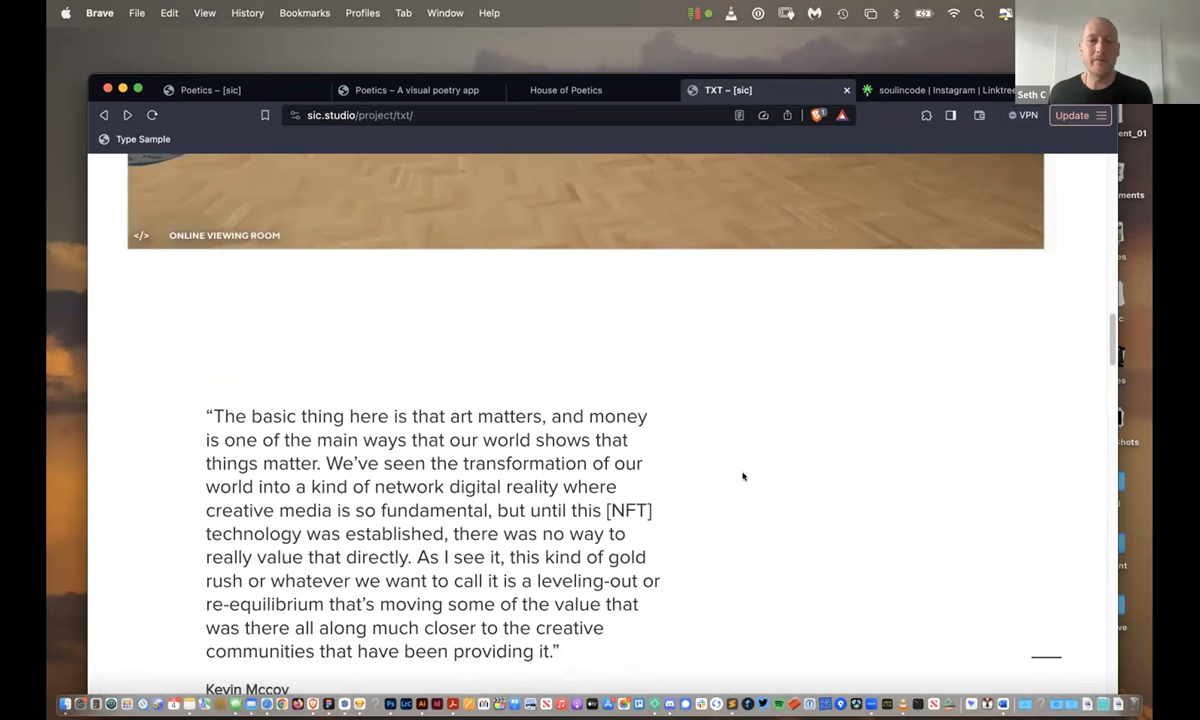 Brave File Edit View History Bookmarks Profiles Tab Window Help
Seth C
Poetics – [sic] Poetics – A visual poetry app House of Poetics TXT – [sic] soulincode | Instagram | Linktree
sic.studio/project/txt/ VPN Update
Type Sample
ONLINE VIEWING ROOM
“The basic thing here is that art matters, and money
is one of the main ways that our world shows that
things matter. We’ve seen the transformation of our
world into a kind of network digital reality where
creative media is so fundamental, but until this [NFT]
technology was established, there was no way to
really value that directly. As I see it, this kind of gold
rush or whatever we want to call it is a leveling-out or
re-equilibrium that’s moving some of the value that
was there all along much closer to the creative
communities that have been providing it.”
Kevin Mccoy